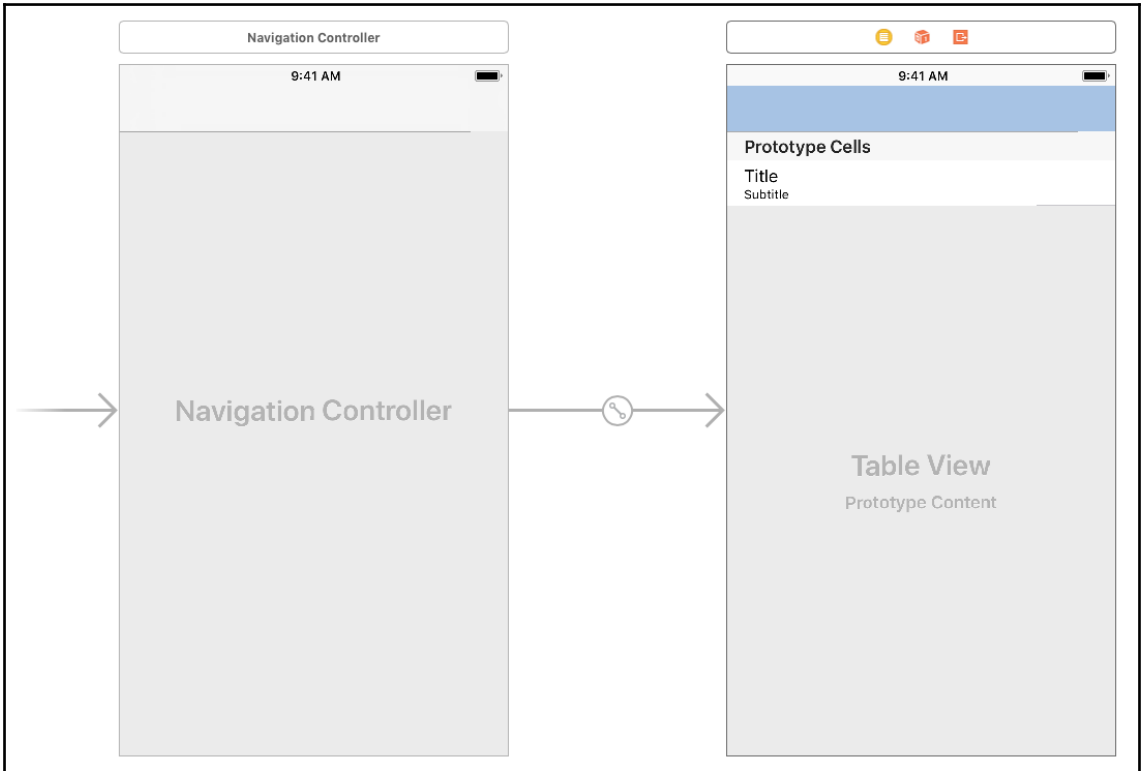 Navigation Controller
9:41 AM
Navigation Controller
9:41 AM
Prototype Cells
Title
Subtitle
Table View
Prototype Content